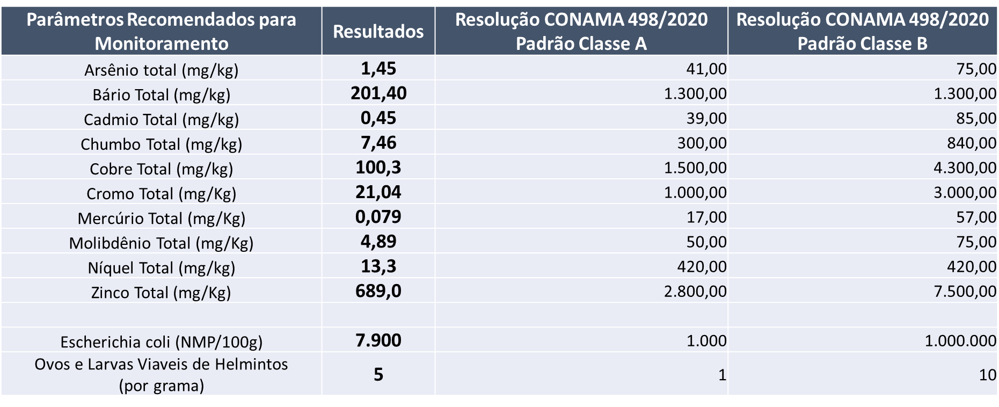 Parâmetros Recomendados para
Monitoramento
Resultados
Resolução CONAMA 498/2020
Padrão Classe A
Resolução CONAMA 498/2020
Padrão Classe B
Arsênio total (mg/kg) 1,45 41,00 75,00
Bário Total (mg/kg) 201,40 1.300,00 1.300,00
Cadmio Total (mg/kg) 0,45 39,00 85,00
Chumbo Total (mg/kg) 7,46 300,00 840,00
Cobre Total (mg/kg) 100,3 1.500,00 4.300,00
Cromo Total (mg/Kg) 21,04 1.000,00 3.000,00
Mercúrio Total (mg/Kg) 0,079 17,00 57,00
Molibdênio Total (mg/Kg) 4,89 50,00 75,00
Níquel Total (mg/kg) 13,3 420,00 420,00
Zinco Total (mg/Kg) 689,0 2.800,00 7.500,00
Escherichia coli (NMP/100g) 7.900 1.000 1.000.000
Ovos e Larvas Viaveis de Helmintos
(por grama) 5 1 10